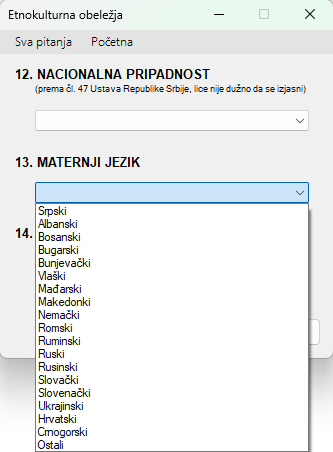 Etnokulturna obeležja
Sva pitanja Početna
12. NACIONALNA PRIPADNOST
(prema čl. 47 Ustava Republike Srbije, lice nije dužno da se izjasni)
13. MATERNJI JEZIK
14.
Srpski
Albanski
Bosanski
Bugarski
Bunjevački
Vlaški
Mađarski
Makedonki
Nemački
Romski
Ruminski
Ruski
Rusinski
Slovački
Slovenački
Ukrajinski
Hrvatski
Crnogorski
Ostali